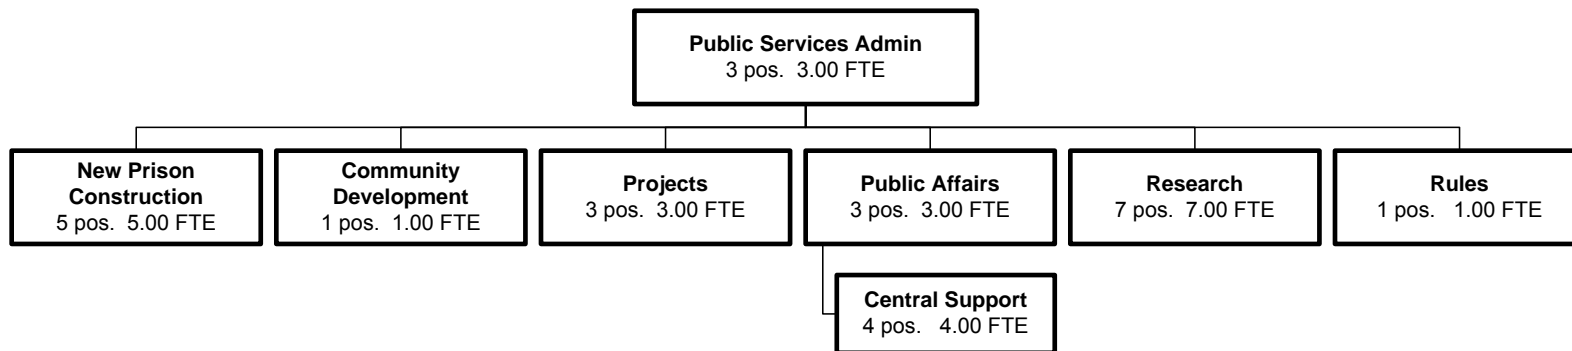 Public Services Admin
3 pos. 3.00 FTE
New Prison
Construction
5 pos. 5.00 FTE
Community
Development
1 pos. 1.00 FTE
Projects
3 pos. 3.00 FTE
Public Affairs
3 pos. 3.00 FTE
Research
7 pos. 7.00 FTE
Rules
1 pos. 1.00 FTE
Central Support
4 pos. 4.00 FTE